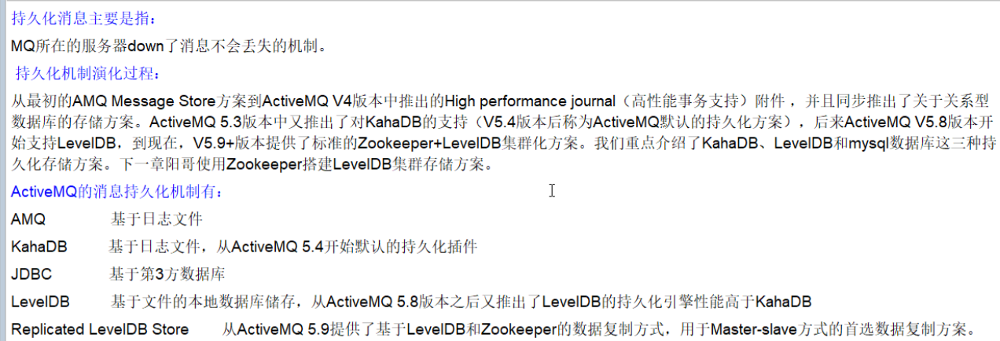 持久化消息主要是指：
MQ所在的服务器down了消息不会丢失的机制。
持久化机制演化过程：
从最初的AMQ Message Store方案到ActiveMQ V4版本中推出的High performance journal（高性能事务支持）附件 ，并且同步推出了关于关系型
数据库的存储方案。ActiveMQ 5.3版本中又推出了对KahaDB的支持（V5.4版本后称为ActiveMQ默认的持久化方案），后来ActiveMQ V5.8版本开
始支持LevelDB，到现在，V5.9+版本提供了标准的Zookeeper+LevelDB集群化方案。我们重点介绍了KahaDB、LevelDB和mysql数据库这三种持
久化存储方案。下一章阳哥使用Zookeeper搭建LevelDB集群存储方案。
ActiveMQ的消息持久化机制有：
AMQ 基于日志文件
KahaDB 基于日志文件，从ActiveMQ 5.4开始默认的持久化插件
JDBC 基于第3方数据库
LevelDB 基于文件的本地数据库储存，从ActiveMQ 5.8版本之后又推出了LevelDB的持久化引擎性能高于KahaDB
Replicated LevelDB Store 从ActiveMQ 5.9提供了基于LevelDB和Zookeeper的数据复制方式，用于Master-slave方式的首选数据复制方案。